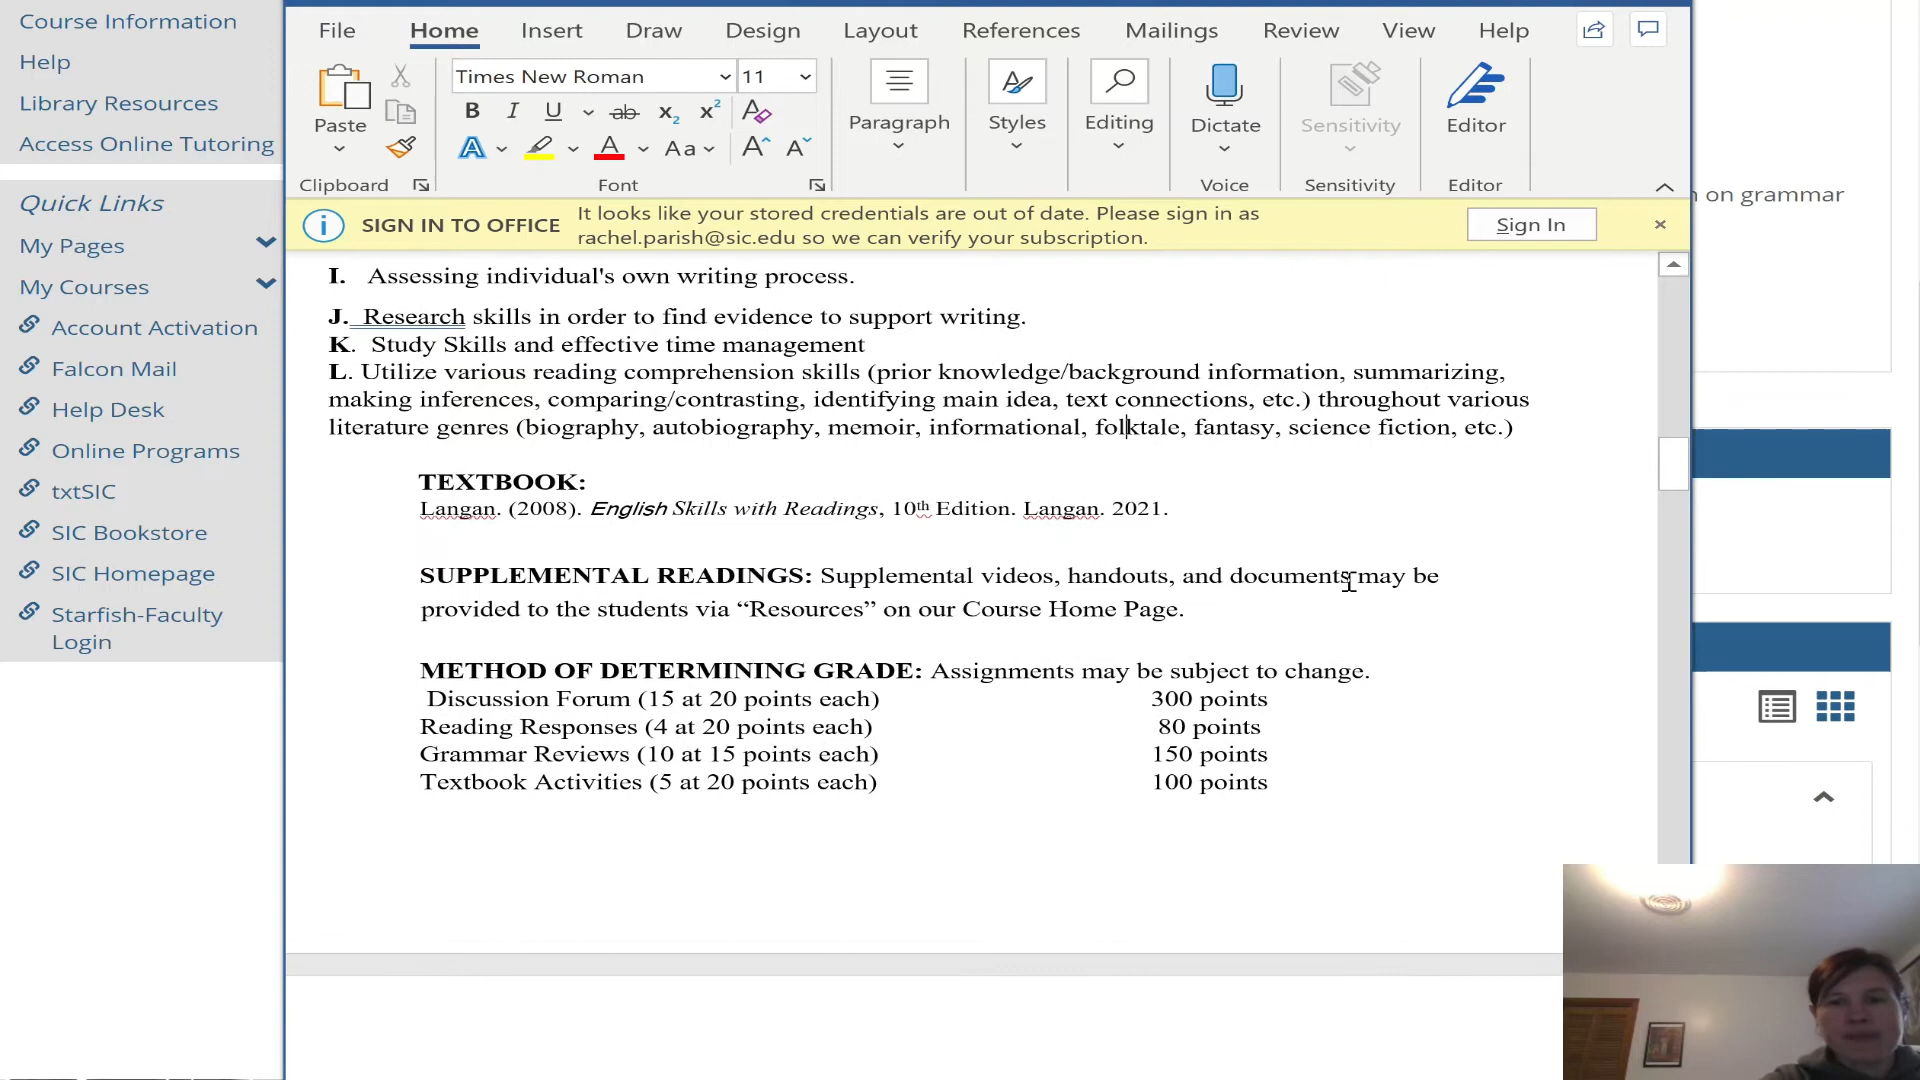 Course Information
Help
Library Resources
Access Online Tutoring
Quick Links
My Pages
My Courses
Account Activation
Falcon Mail
Help Desk
Online Programs
txtSIC
SIC Bookstore
SIC Homepage
Starfish-Faculty
Login
File Home Insert Draw Design Layout References Mailings Review View Help
Times New Roman 11
Paste
B I U ab x₂ x²
A A Aa A A
Paragraph
Styles
Editing
Dictate
Sensitivity
Editor
Clipboard Font Voice Sensitivity Editor
SIGN IN TO OFFICE It looks like your stored credentials are out of date. Please sign in as
rachel.parish@sic.edu so we can verify your subscription.
Sign In
on grammar
I. Assessing individual's own writing process.
J. Research skills in order to find evidence to support writing.
K. Study Skills and effective time management
L. Utilize various reading comprehension skills (prior knowledge/background information, summarizing,
making inferences, comparing/contrasting, identifying main idea, text connections, etc.) throughout various
literature genres (biography, autobiography, memoir, informational, folktale, fantasy, science fiction, etc.)
TEXTBOOK:
Langan. (2008). English Skills with Readings, 10th Edition. Langan. 2021.
SUPPLEMENTAL READINGS: Supplemental videos, handouts, and documents may be
provided to the students via “Resources” on our Course Home Page.
METHOD OF DETERMINING GRADE: Assignments may be subject to change.
Discussion Forum (15 at 20 points each) 300 points
Reading Responses (4 at 20 points each) 80 points
Grammar Reviews (10 at 15 points each) 150 points
Textbook Activities (5 at 20 points each) 100 points